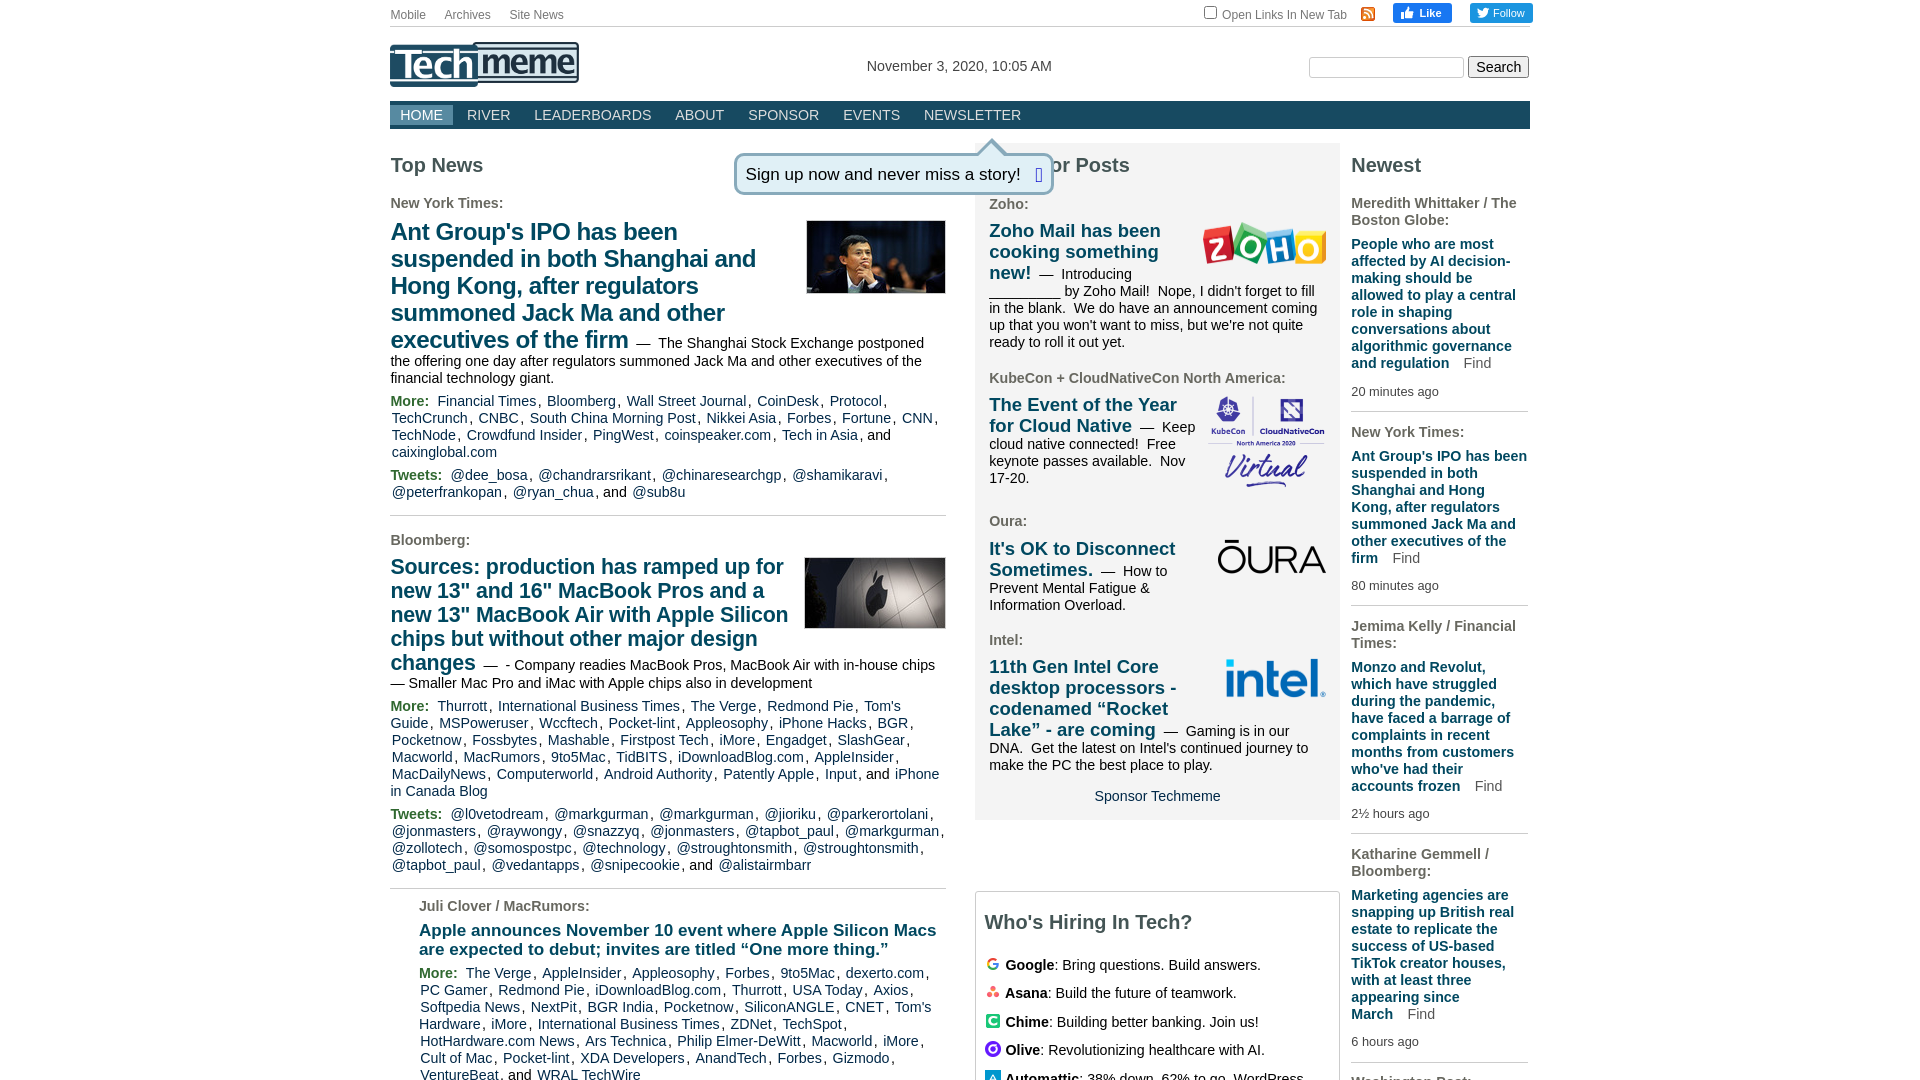 Mobile Archives Site News
Open Links In New Tab
Like
Follow
Techmeme
November 3, 2020, 10:05 AM
Search
HOME RIVER LEADERBOARDS ABOUT SPONSOR EVENTS NEWSLETTER
Sign up now and never miss a story!
Top News
New York Times:
Ant Group's IPO has been
suspended in both Shanghai and
Hong Kong, after regulators
summoned Jack Ma and other
executives of the firm — The Shanghai Stock Exchange postponed
the offering one day after regulators summoned Jack Ma and other executives of the
financial technology giant.
More: Financial Times, Bloomberg, Wall Street Journal, CoinDesk, Protocol,
TechCrunch, CNBC, South China Morning Post, Nikkei Asia, Forbes, Fortune, CNN,
TechNode, Crowdfund Insider, PingWest, coinspeaker.com, Tech in Asia, and
caixinglobal.com
Tweets: @dee_bosa, @chandrarsrikant, @chinaresearchgp, @shamikaravi,
@peterfrankopan, @ryan_chua, and @sub8u
Bloomberg:
Sources: production has ramped up for
new 13" and 16" MacBook Pros and a
new 13" MacBook Air with Apple Silicon
chips but without other major design
changes — - Company readies MacBook Pros, MacBook Air with in-house chips
— Smaller Mac Pro and iMac with Apple chips also in development
More: Thurrott, International Business Times, The Verge, Redmond Pie, Tom's
Guide, MSPoweruser, Wccftech, Pocket-lint, Appleosophy, iPhone Hacks, BGR,
Pocketnow, Fossbytes, Mashable, Firstpost Tech, iMore, Engadget, SlashGear,
Macworld, MacRumors, 9to5Mac, TidBITS, iDownloadBlog.com, AppleInsider,
MacDailyNews, Computerworld, Android Authority, Patently Apple, Input, and iPhone
in Canada Blog
Tweets: @l0vetodream, @markgurman, @markgurman, @jioriku, @parkerortolani,
@jonmasters, @raywongy, @snazzyq, @jonmasters, @tapbot_paul, @markgurman,
@zollotech, @somospostpc, @technology, @stroughtonsmith, @stroughtonsmith,
@tapbot_paul, @vedantapps, @snipecookie, and @alistairmbarr
Juli Clover / MacRumors:
Apple announces November 10 event where Apple Silicon Macs
are expected to debut; invites are titled “One more thing.”
More: The Verge, AppleInsider, Appleosophy, Forbes, 9to5Mac, dexerto.com,
PC Gamer, Redmond Pie, iDownloadBlog.com, Thurrott, USA Today, Axios,
Softpedia News, NextPit, BGR India, Pocketnow, SiliconANGLE, CNET, Tom's
Hardware, iMore, International Business Times, ZDNet, TechSpot,
HotHardware.com News, Ars Technica, Philip Elmer-DeWitt, Macworld, iMore,
Cult of Mac, Pocket-lint, XDA Developers, AnandTech, Forbes, Gizmodo,
VentureBeat, and WRAL TechWire
or Posts
Zoho:
Zoho Mail has been
cooking something
new! — Introducing
_________ by Zoho Mail! Nope, I didn't forget to fill
in the blank. We do have an announcement coming
up that you won't want to miss, but we're not quite
ready to roll it out yet.
ZOHO
KubeCon + CloudNativeCon North America:
The Event of the Year
for Cloud Native — Keep
cloud native connected! Free
keynote passes available. Nov
17-20.
KubeCon CloudNativeCon
North America 2020
Virtual
Oura:
It's OK to Disconnect
Sometimes. — How to
Prevent Mental Fatigue &
Information Overload.
ŌURA
Intel:
11th Gen Intel Core
desktop processors -
codenamed “Rocket
Lake” - are coming — Gaming is in our
DNA. Get the latest on Intel's continued journey to
make the PC the best place to play.
intel
Sponsor Techmeme
Who's Hiring In Tech?
Google: Bring questions. Build answers.
Asana: Build the future of teamwork.
Chime: Building better banking. Join us!
Olive: Revolutionizing healthcare with AI.
Automattic: 38% down, 62% to go. WordPress
Newest
Meredith Whittaker / The
Boston Globe:
People who are most
affected by AI decision-
making should be
allowed to play a central
role in shaping
conversations about
algorithmic governance
and regulation Find
20 minutes ago
New York Times:
Ant Group's IPO has been
suspended in both
Shanghai and Hong
Kong, after regulators
summoned Jack Ma and
other executives of the
firm Find
80 minutes ago
Jemima Kelly / Financial
Times:
Monzo and Revolut,
which have struggled
during the pandemic,
have faced a barrage of
complaints in recent
months from customers
who've had their
accounts frozen Find
2½ hours ago
Katharine Gemmell /
Bloomberg:
Marketing agencies are
snapping up British real
estate to replicate the
success of US-based
TikTok creator houses,
with at least three
appearing since
March Find
6 hours ago
Washington Post: